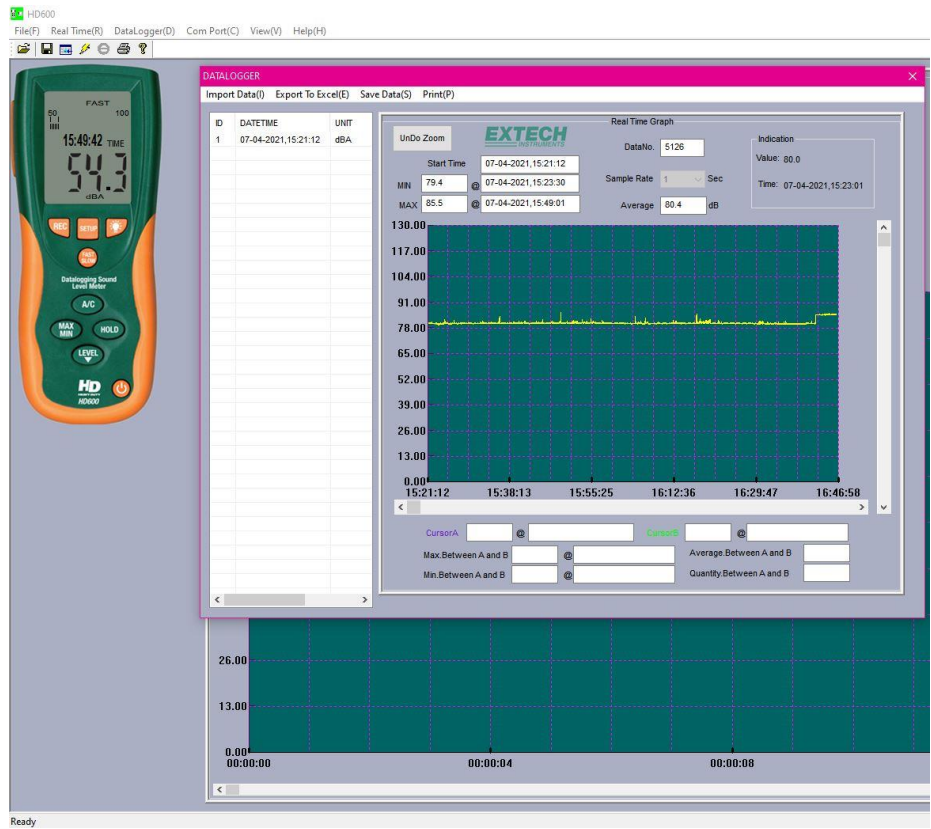 HD600
File(F) Real Time(R) DataLogger(D) Com Port(C) View(V) Help(H)
DATALOGGER
Import Data(I) Export To Excel(E) Save Data(S) Print(P)
ID DATETIME UNIT
1 07-04-2021,15:21:12 dBA
Real Time Graph
UnDo Zoom
EXTECH
INSTRUMENTS
DataNo. 5126
Indication
Value: 80.0
Time: 07-04-2021,15:23:01
Start Time 07-04-2021,15:21:12
Sample Rate 1 Sec
MIN 79.4 @ 07-04-2021,15:23:30
MAX 85.5 @ 07-04-2021,15:49:01
Average 80.4 dB
130.00
117.00
104.00
91.00
78.00
65.00
52.00
39.00
26.00
13.00
0.00
15:21:12 15:38:13 15:55:25 16:12:36 16:29:47 16:46:58
CursorA @ CursorB @
Max.Between A and B @ Average.Between A and B
Min.Between A and B @ Quantity.Between A and B
FAST
50 100
15:49:42 TIME
54.3
dBA
REC SETUP
FAST
SLOW
Datalogging Sound
Level Meter
A/C
MAX
MIN
HOLD
LEVEL
HD
HEAVY DUTY
HD600
26.00
13.00
0.00
00:00:00 00:00:04 00:00:08
Ready